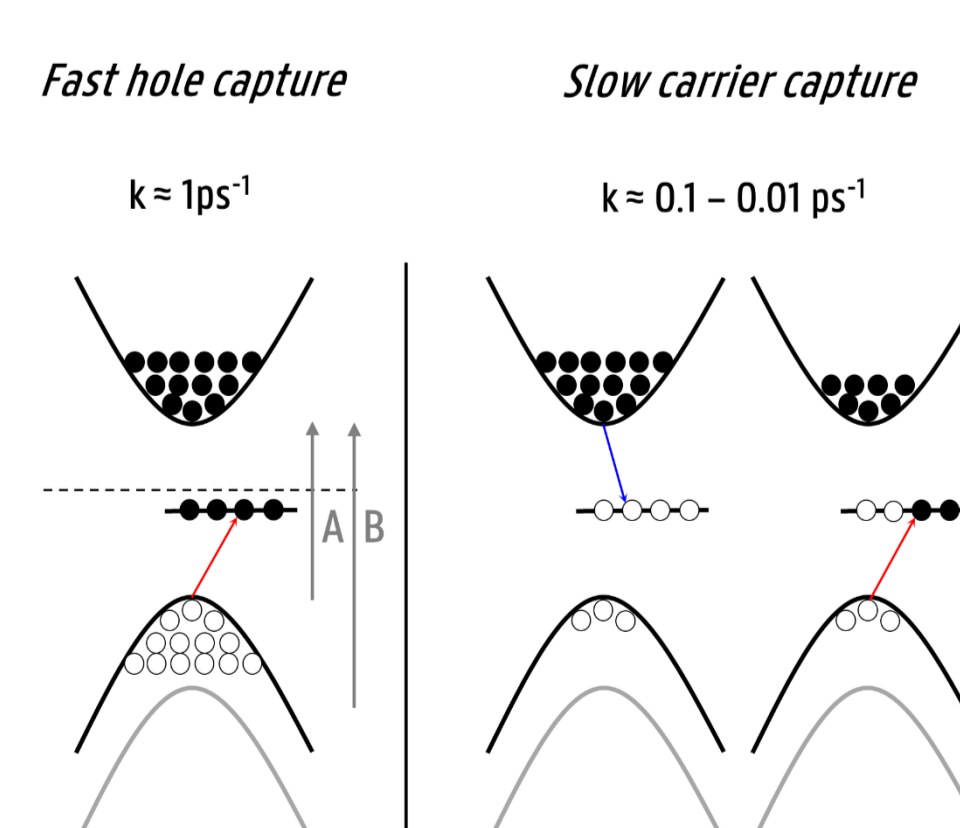 Fast hole capture
Slow carrier capture
k ≈ 1ps⁻¹
k ≈ 0.1 – 0.01 ps⁻¹
A
B